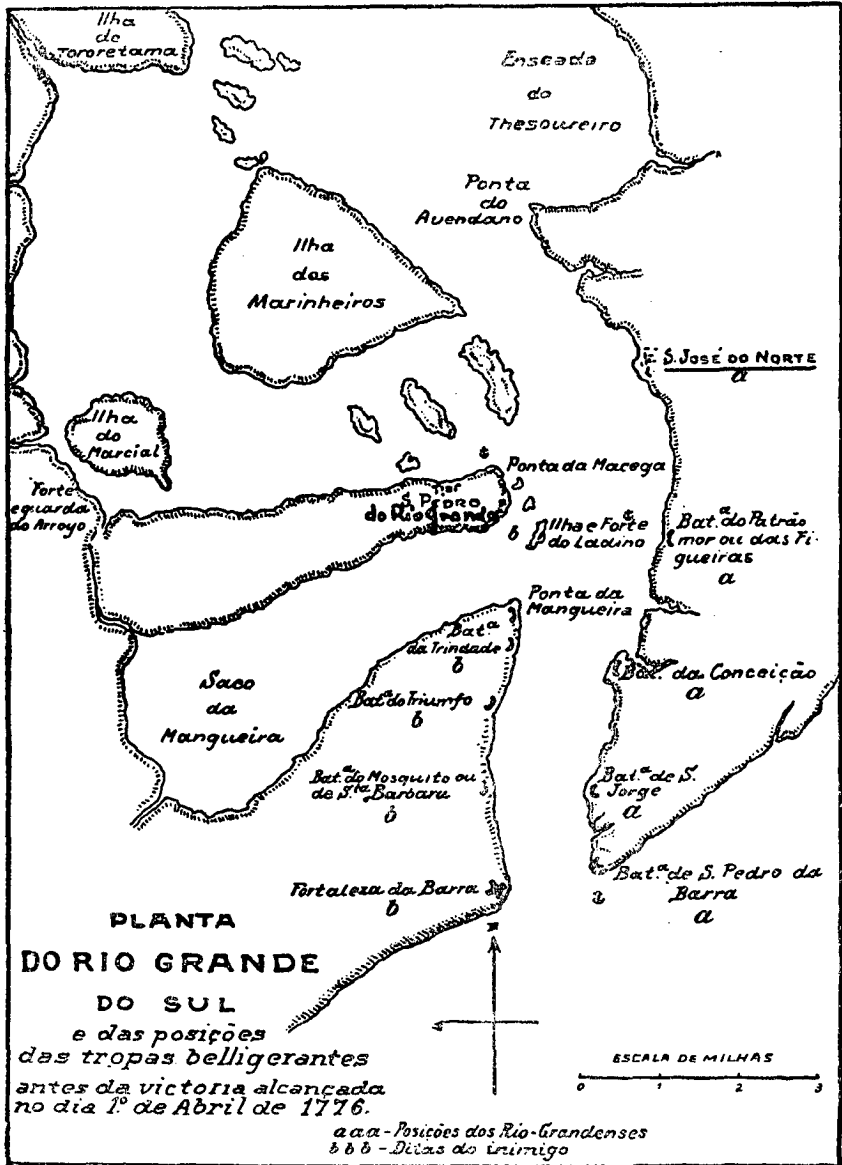 Ilha
de
Tororetama
Enseada
do
Thesoureiro
Ponta
do
Avendano
Ilha
dos
Marinheiros
S. JOSÉ DO NORTE
a
Ilha
do
Marcial
Forte
eguarda
do Arroyo
Ponta da Macega
S. PEDRO
do Rio Grande
b
Ilha e Forte
do Ladino
Bat.ª do Patrão
mor ou das Fi-
gueiras
a
Ponta da
Mangueira
Bat.ª
da Trindade
b
Saco
da
Mangueira
Bat.ª do Triumfo
b
Bat. da Conceição
a
Bat.ª do Mosquito ou
de S.ta Barbara
b
Bat.ª de S.
Jorge
a
Fortaleza da Barra
b
Bat.ª de S. Pedro da
Barra
a
PLANTA
DO RIO GRANDE
DO SUL
e das posições
das tropas belligerantes
antes da victoria alcançada
no dia 1º de Abril de 1776.
ESCALA DE MILHAS
0 1 2 3
a a a - Posições dos Rio-Grandenses
b b b - Ditas do inimigo